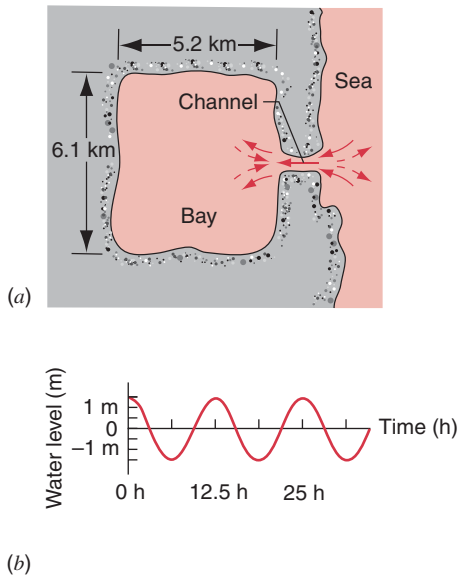 5.2 km
Sea
Channel
6.1 km
Bay
(a)
Water level (m)
1 m
0
–1 m
Time (h)
0 h 12.5 h 25 h
(b)